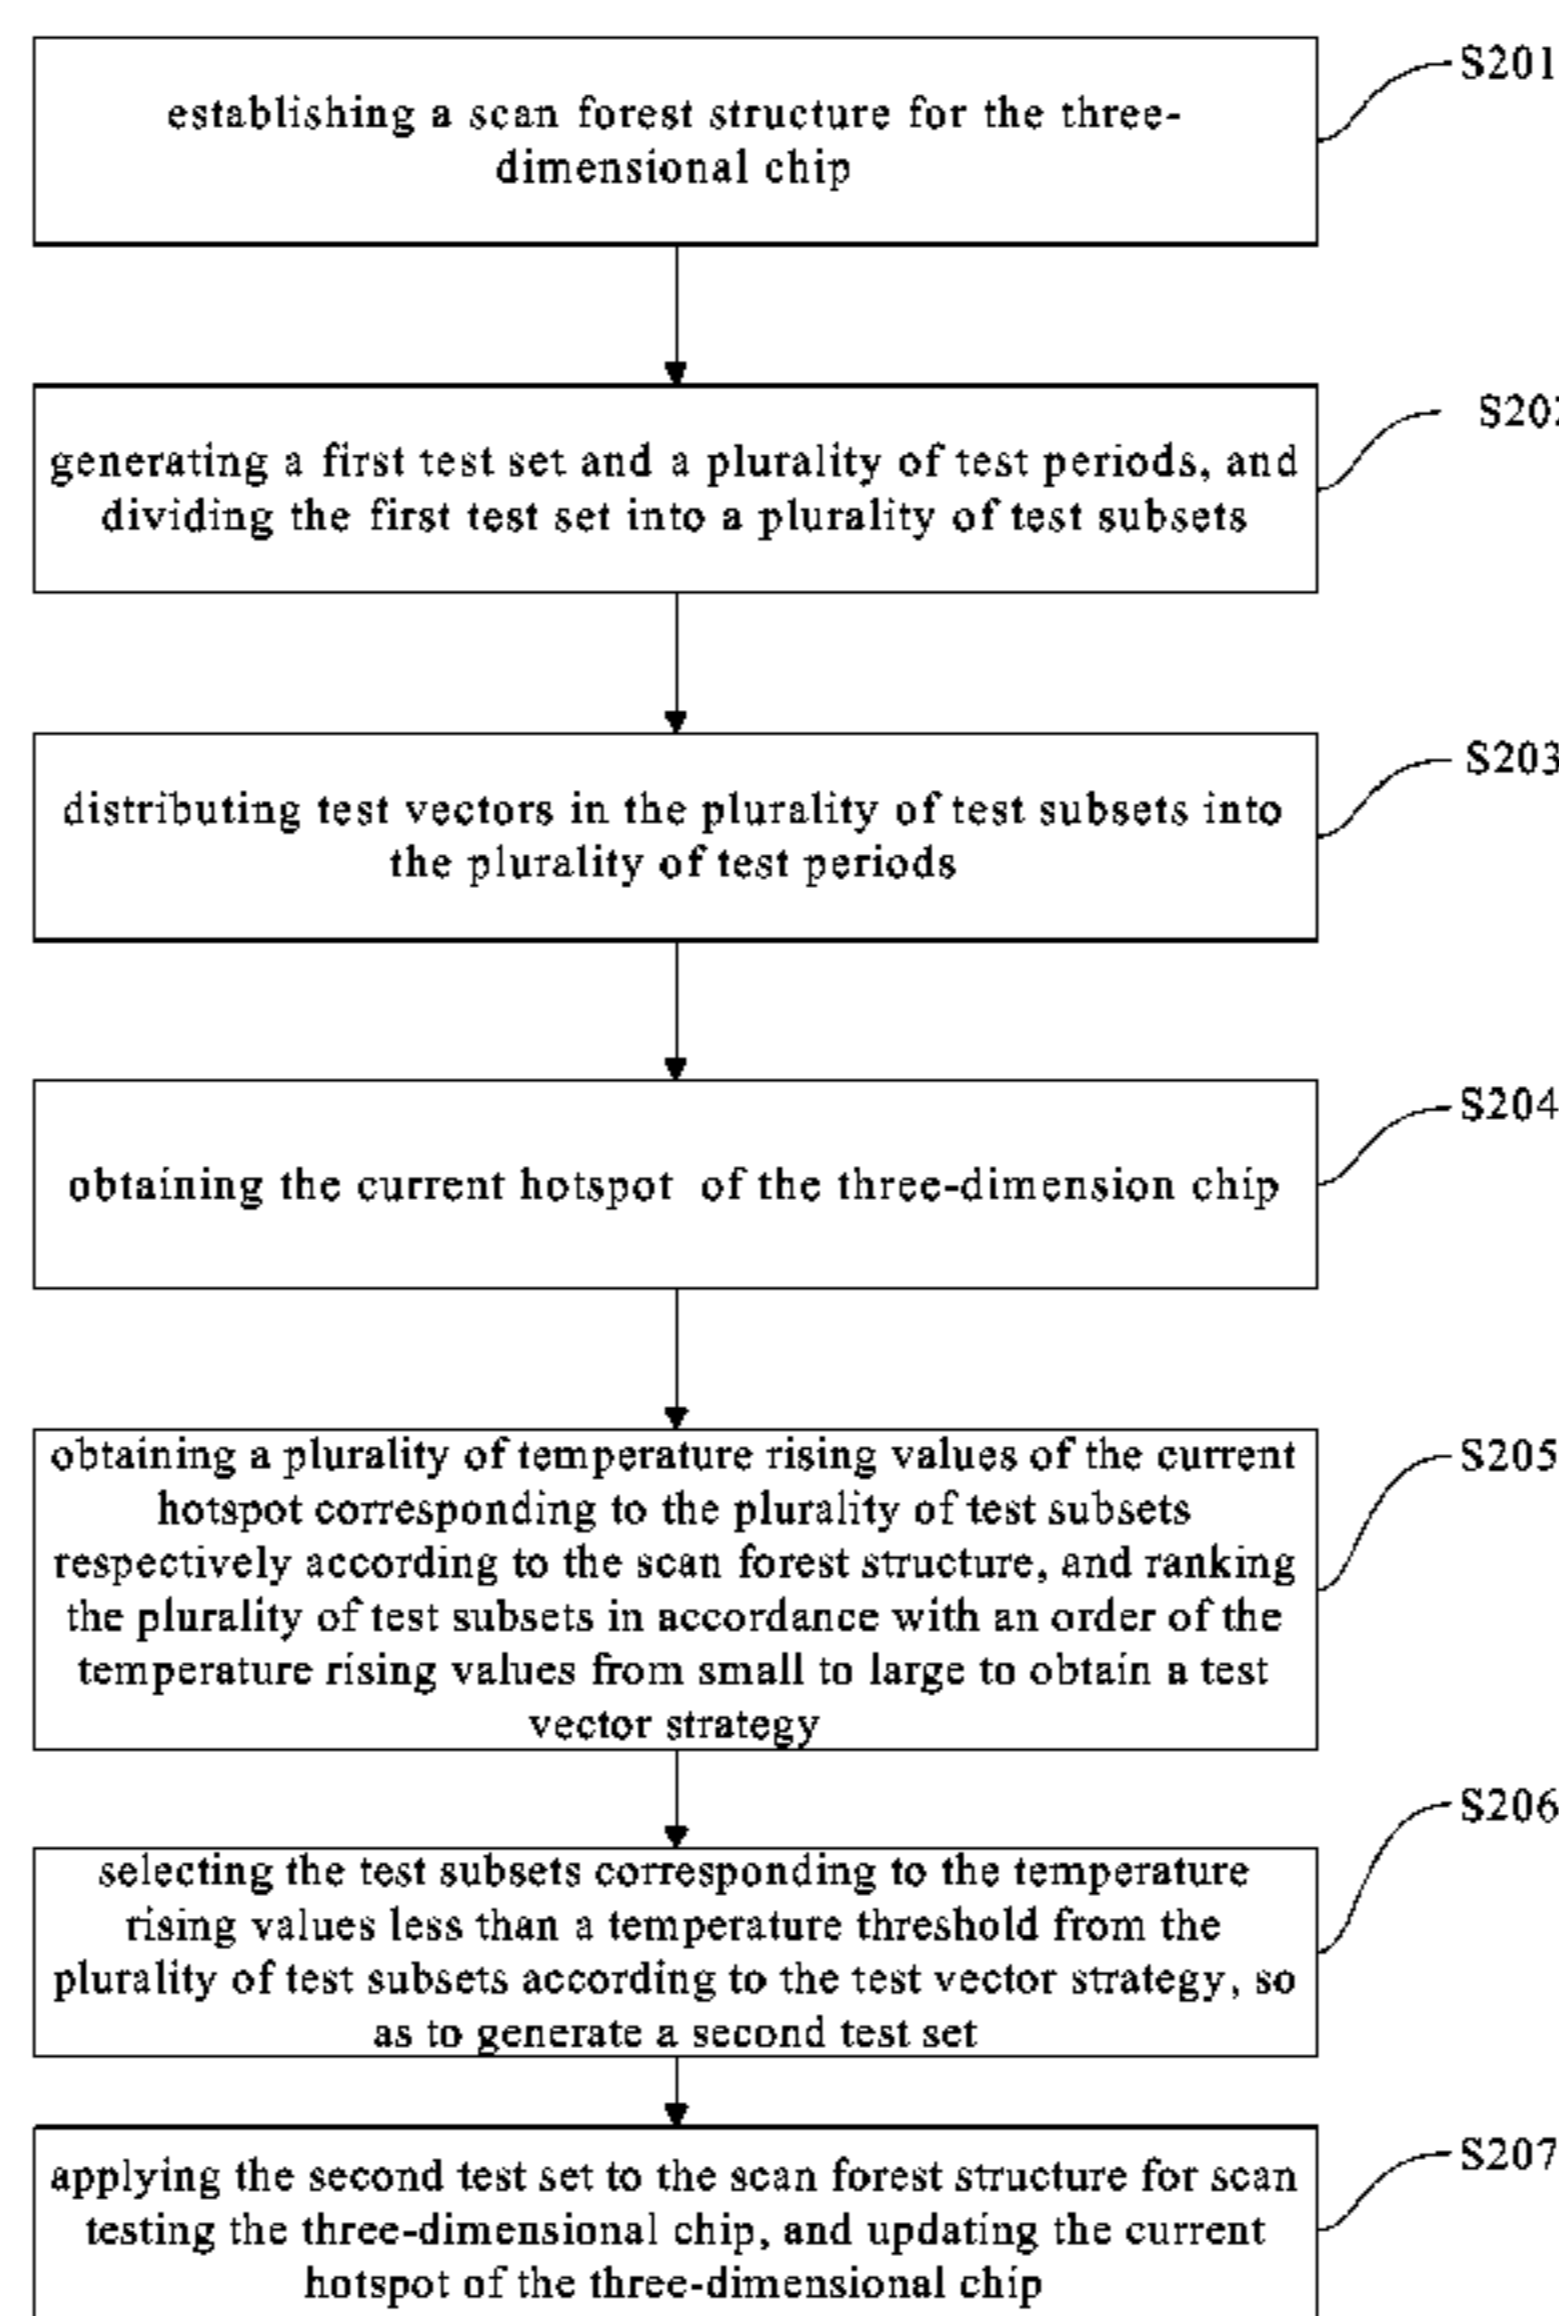 establishing a scan forest structure for the three-
dimensional chip
S201
generating a first test set and a plurality of test periods, and
dividing the first test set into a plurality of test subsets
S202
distributing test vectors in the plurality of test subsets into
the plurality of test periods
S203
obtaining the current hotspot of the three-dimension chip
S204
obtaining a plurality of temperature rising values of the current
hotspot corresponding to the plurality of test subsets
respectively according to the scan forest structure, and ranking
the plurality of test subsets in accordance with an order of the
temperature rising values from small to large to obtain a test
vector strategy
S205
selecting the test subsets corresponding to the temperature
rising values less than a temperature threshold from the
plurality of test subsets according to the test vector strategy, so
as to generate a second test set
S206
applying the second test set to the scan forest structure for scan
testing the three-dimensional chip, and updating the current
hotspot of the three-dimensional chip
S207